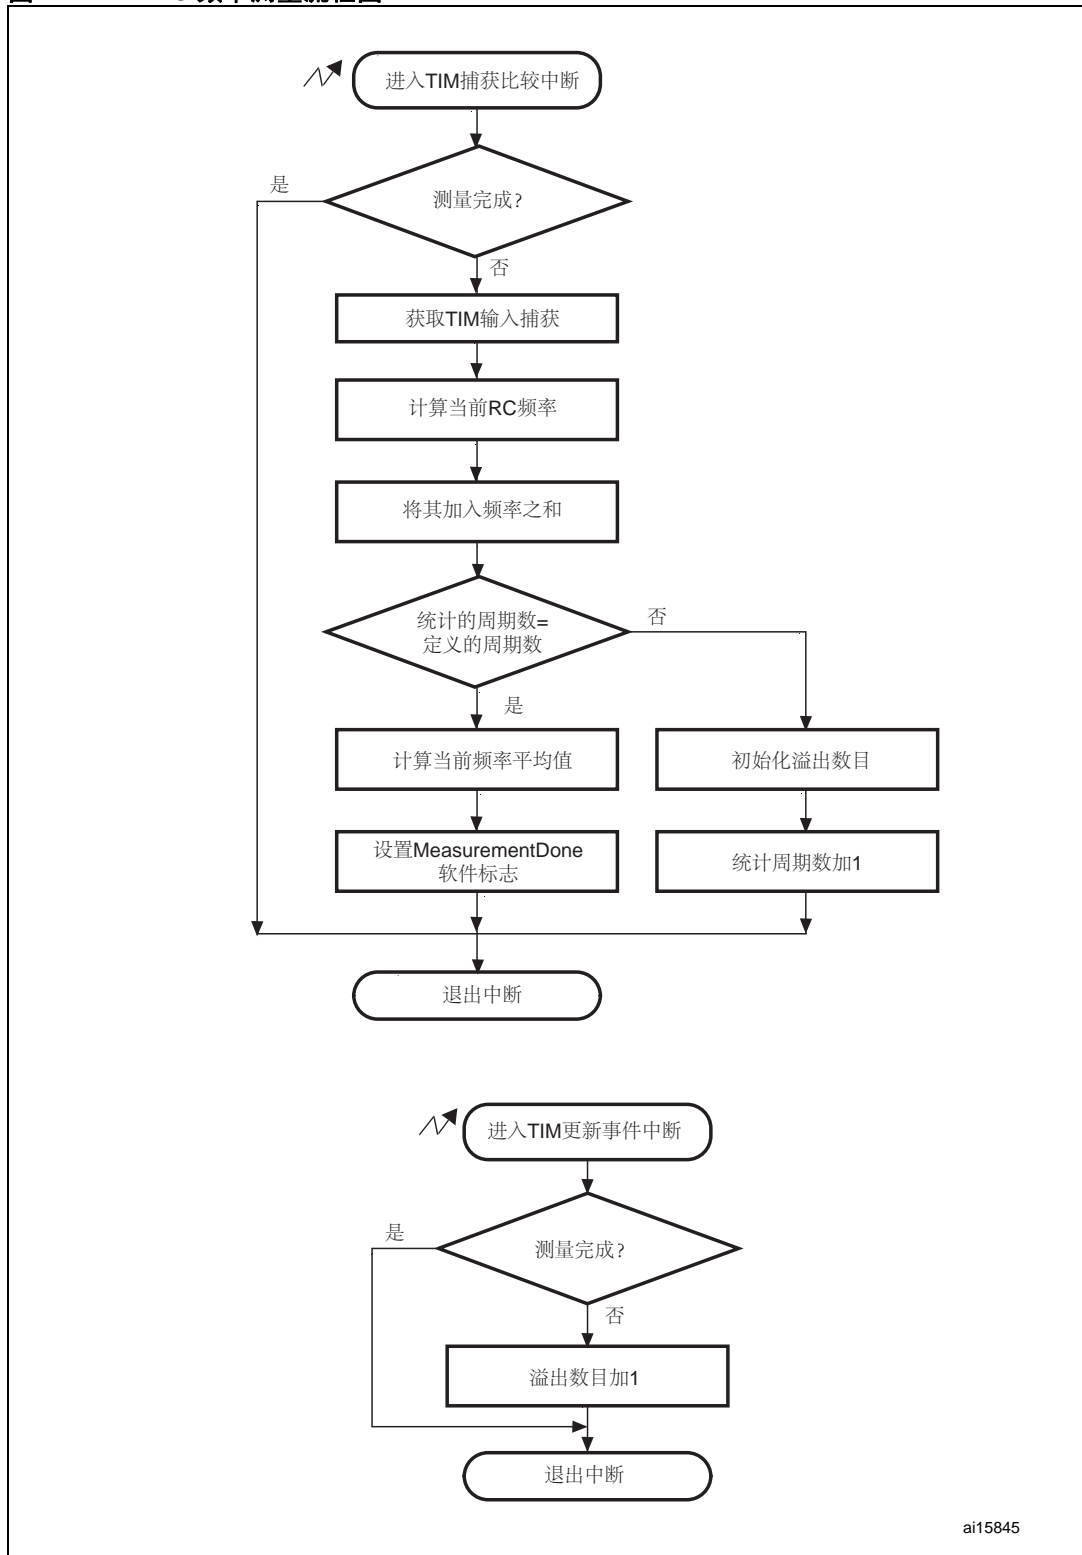 进入TIM捕获比较中断
测量完成?
是
否
获取TIM输入捕获
计算当前RC频率
将其加入频率之和
统计的周期数=
定义的周期数
否
是
计算当前频率平均值
初始化溢出数目
设置MeasurementDone
软件标志
统计周期数加1
退出中断
进入TIM更新事件中断
测量完成?
是
否
溢出数目加1
退出中断
ai15845